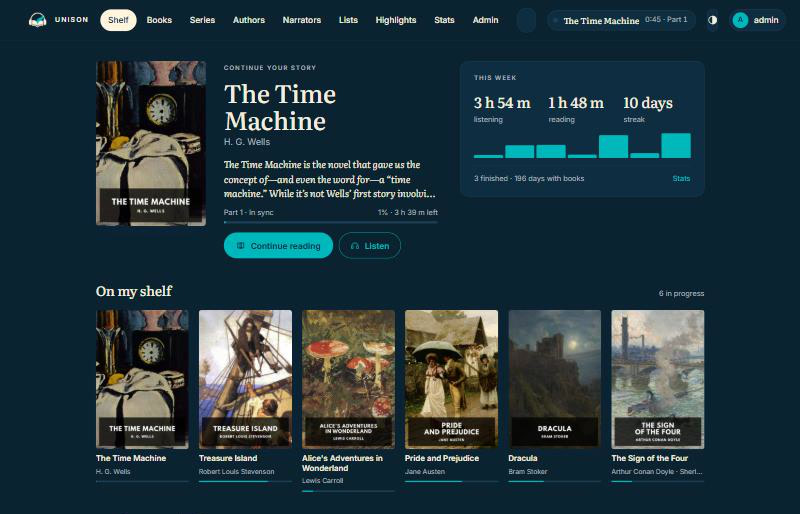 UNISON
Shelf Books Series Authors Narrators Lists Highlights Stats Admin
The Time Machine 0:45 · Part 1
A admin
CONTINUE YOUR STORY
The Time
Machine
H. G. Wells
The Time Machine is the novel that gave us the
concept of—and even the word for—a “time
machine.” While it’s not Wells’ first story involvi...
Part 1 · In sync 1% · 3 h 39 m left
Continue reading Listen
THE TIME MACHINE
H. G. WELLS
THIS WEEK
3 h 54 m 1 h 48 m 10 days
listening reading streak
3 finished · 196 days with books Stats
On my shelf 6 in progress
THE TIME MACHINE
H. G. WELLS
TREASURE ISLAND
ROBERT LOUIS STEVENSON
ALICE'S ADVENTURES
IN WONDERLAND
LEWIS CARROLL
PRIDE
AND PREJUDICE
JANE AUSTEN
DRACULA
BRAM STOKER
THE SIGN
OF THE FOUR
ARTHUR CONAN DOYLE
The Time Machine
H. G. Wells
Treasure Island
Robert Louis Stevenson
Alice's Adventures in
Wonderland
Lewis Carroll
Pride and Prejudice
Jane Austen
Dracula
Bram Stoker
The Sign of the Four
Arthur Conan Doyle · Sherl...